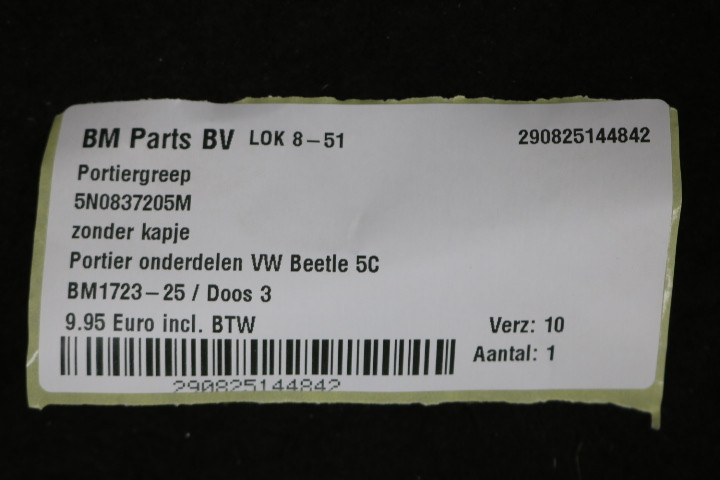 BM Parts BV LOK 8-51 290825144842
Portiergreep
5N0837205M
zonder kapje
Portier onderdelen VW Beetle 5C
BM1723-25 / Doos 3
9.95 Euro incl. BTW Verz: 10
Aantal: 1
290825144842